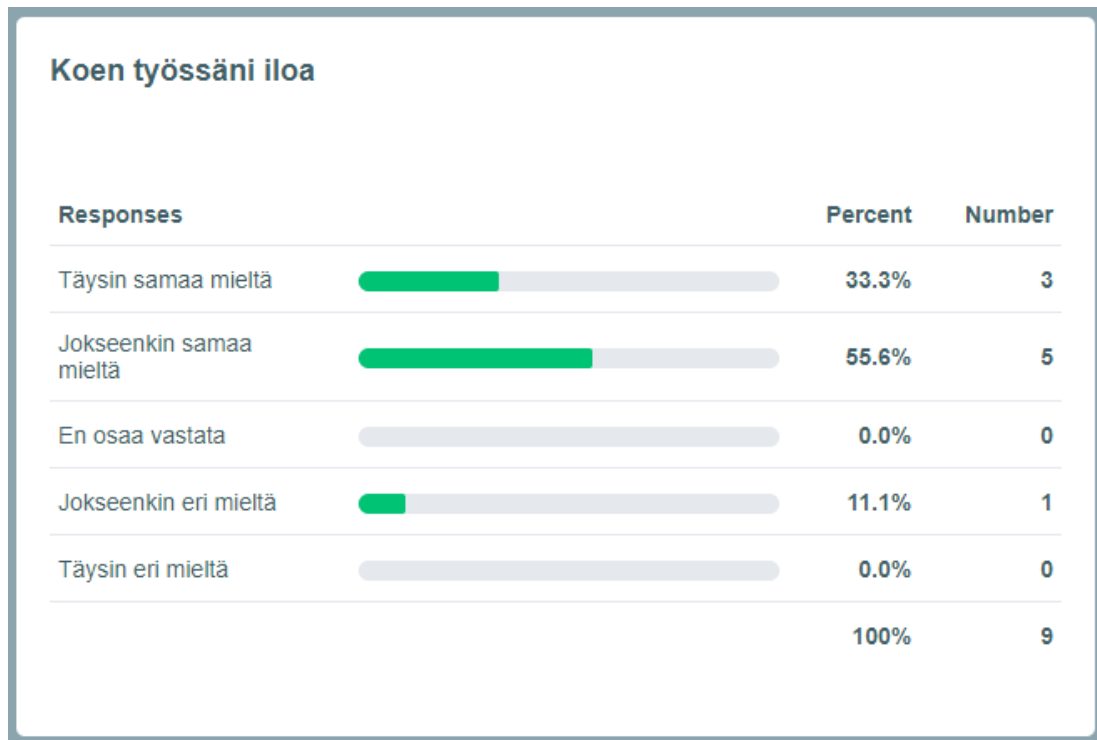 Koen työssäni iloa
Responses Percent Number
Täysin samaa mieltä 33.3% 3
Jokseenkin samaa
mieltä 55.6% 5
En osaa vastata 0.0% 0
Jokseenkin eri mieltä 11.1% 1
Täysin eri mieltä 0.0% 0
100% 9